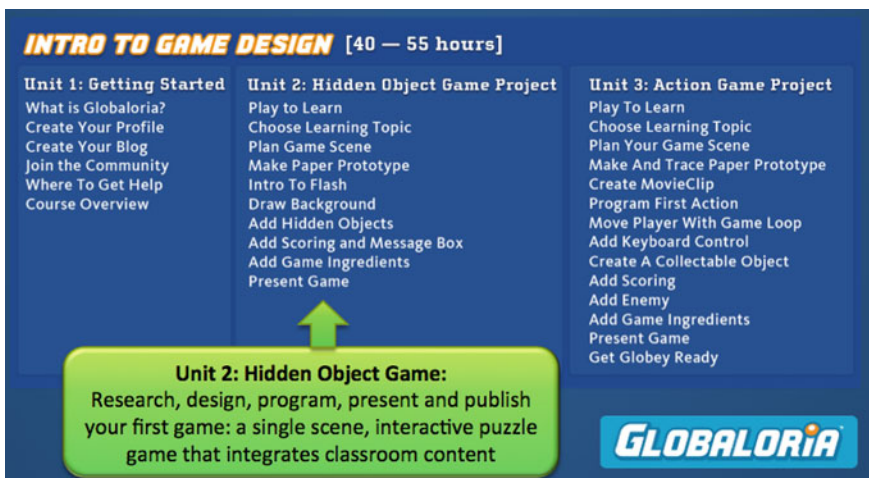 INTRO TO GAME DESIGN [40 — 55 hours]
Unit 1: Getting Started
What is Globaloria?
Create Your Profile
Create Your Blog
Join the Community
Where To Get Help
Course Overview
Unit 2: Hidden Object Game Project
Play to Learn
Choose Learning Topic
Plan Game Scene
Make Paper Prototype
Intro To Flash
Draw Background
Add Hidden Objects
Add Scoring and Message Box
Add Game Ingredients
Present Game
Unit 3: Action Game Project
Play To Learn
Choose Learning Topic
Plan Your Game Scene
Make And Trace Paper Prototype
Create MovieClip
Program First Action
Move Player With Game Loop
Add Keyboard Control
Create A Collectable Object
Add Scoring
Add Enemy
Add Game Ingredients
Present Game
Get Globey Ready
Unit 2: Hidden Object Game:
Research, design, program, present and publish
your first game: a single scene, interactive puzzle
game that integrates classroom content
GLOBALORiA